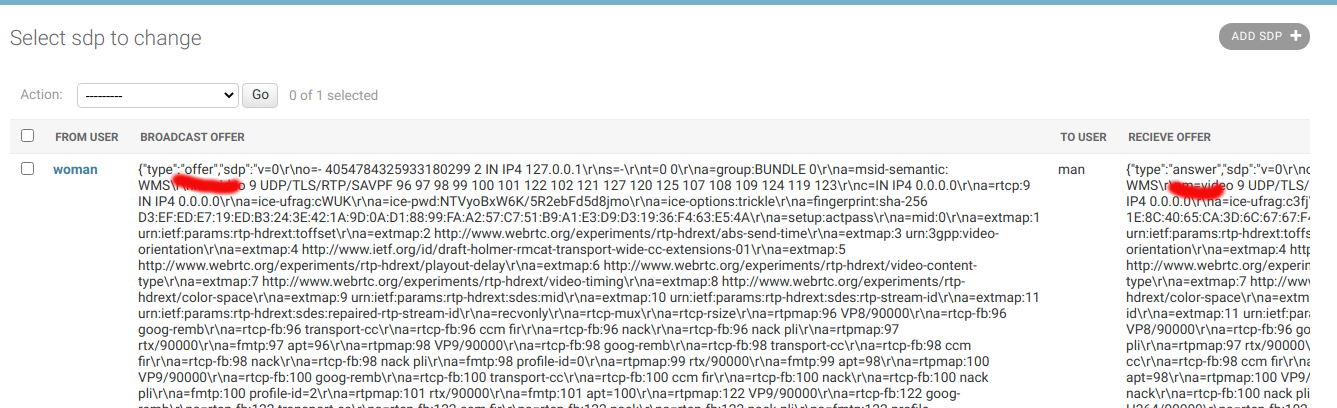 Select sdp to change
ADD SDP +
Action: --------- Go 0 of 1 selected
FROM USER BROADCAST OFFER TO USER RECIEVE OFFER
woman {"type":"offer","sdp":"v=0\r\no=- 4054784325933180299 2 IN IP4 127.0.0.1\r\ns=-\r\nt=0 0\r\na=group:BUNDLE 0\r\na=msid-semantic: man {"type":"answer","sdp":"v=0\r\no
WMS\r 9 UDP/TLS/RTP/SAVPF 96 97 98 99 100 101 122 102 121 127 120 125 107 108 109 124 119 123\r\nc=IN IP4 0.0.0.0\r\na=rtcp:9 WMS\r\nm=video 9 UDP/TLS/
IN IP4 0.0.0.0\r\na=ice-ufrag:cWUK\r\na=ice-pwd:NTVyoBxW6K/5R2ebFd5d8jmo\r\na=ice-options:trickle\r\na=fingerprint:sha-256 IP4 0.0.0.0\r\na=ice-ufrag:c3fj
D3:EF:ED:E7:19:ED:B3:24:3E:42:1A:9D:0A:D1:88:99:FA:A2:57:C7:51:B9:A1:E3:D9:D3:19:36:F4:63:E5:4A\r\na=setup:actpass\r\na=mid:0\r\na=extmap:1 1E:8C:40:65:CA:3D:6C:67:67:F4
urn:ietf:params:rtp-hdrext:toffset\r\na=extmap:2 http://www.webrtc.org/experiments/rtp-hdrext/abs-send-time\r\na=extmap:3 urn:3gpp:video- urn:ietf:params:rtp-hdrext:toffs
orientation\r\na=extmap:4 http://www.ietf.org/id/draft-holmer-rmcat-transport-wide-cc-extensions-01\r\na=extmap:5 orientation\r\na=extmap:4 http
http://www.webrtc.org/experiments/rtp-hdrext/playout-delay\r\na=extmap:6 http://www.webrtc.org/experiments/rtp-hdrext/video-content- http://www.webrtc.org/experim
type\r\na=extmap:7 http://www.webrtc.org/experiments/rtp-hdrext/video-timing\r\na=extmap:8 http://www.webrtc.org/experiments/rtp- type\r\na=extmap:7 http://www
hdrext/color-space\r\na=extmap:9 urn:ietf:params:rtp-hdrext:sdes:mid\r\na=extmap:10 urn:ietf:params:rtp-hdrext:sdes:rtp-stream-id\r\na=extmap:11 hdrext/color-space\r\na=extmap
urn:ietf:params:rtp-hdrext:sdes:repaired-rtp-stream-id\r\na=recvonly\r\na=rtcp-mux\r\na=rtcp-rsize\r\na=rtpmap:96 VP8/90000\r\na=rtcp-fb:96 id\r\na=extmap:11 urn:ietf:para
goog-remb\r\na=rtcp-fb:96 transport-cc\r\na=rtcp-fb:96 ccm fir\r\na=rtcp-fb:96 nack\r\na=rtcp-fb:96 nack pli\r\na=rtpmap:97 VP8/90000\r\na=rtcp-fb:96 go
rtx/90000\r\na=fmtp:97 apt=96\r\na=rtpmap:98 VP9/90000\r\na=rtcp-fb:98 goog-remb\r\na=rtcp-fb:98 transport-cc\r\na=rtcp-fb:98 ccm pli\r\na=rtpmap:97 rtx/90000\r
fir\r\na=rtcp-fb:98 nack\r\na=rtcp-fb:98 nack pli\r\na=fmtp:98 profile-id=0\r\na=rtpmap:99 rtx/90000\r\na=fmtp:99 apt=98\r\na=rtpmap:100 cc\r\na=rtcp-fb:98 ccm fir\r\na=
VP9/90000\r\na=rtcp-fb:100 goog-remb\r\na=rtcp-fb:100 transport-cc\r\na=rtcp-fb:100 ccm fir\r\na=rtcp-fb:100 nack\r\na=rtcp-fb:100 nack apt=98\r\na=rtpmap:100 VP9/
pli\r\na=fmtp:100 profile-id=2\r\na=rtpmap:101 rtx/90000\r\na=fmtp:101 apt=100\r\na=rtpmap:122 VP9/90000\r\na=rtcp-fb:122 goog- nack\r\na=rtcp-fb:100 nack